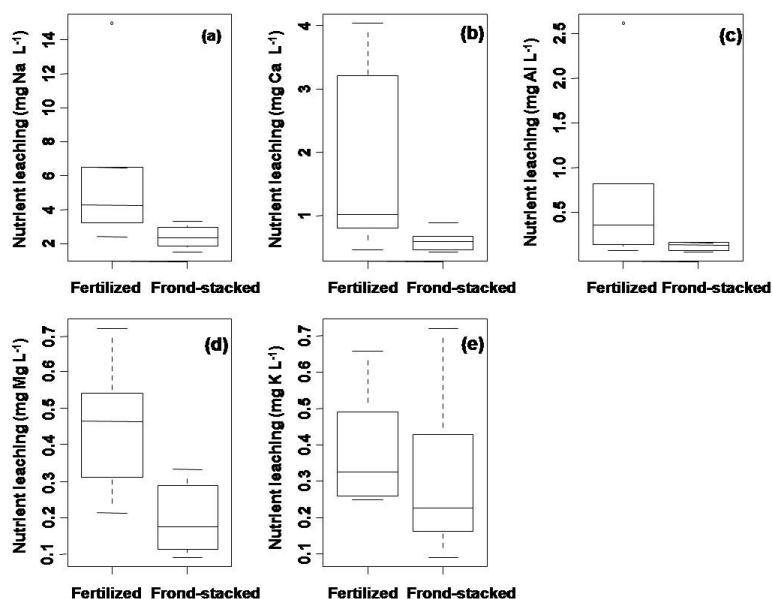 Nutrient leaching (mg Na L-1)
14
12
10
8
6
4
2
(a)
Fertilized Frond-stacked
Nutrient leaching (mg Ca L-1)
4
3
2
1
(b)
Fertilized Frond-stacked
Nutrient leaching (mg Al L-1)
2.5
2.0
1.5
1.0
0.5
(c)
Fertilized Frond-stacked
Nutrient leaching (mg Mg L-1)
0.7
0.6
0.5
0.4
0.3
0.2
0.1
(d)
Fertilized Frond-stacked
Nutrient leaching (mg K L-1)
0.7
0.6
0.5
0.4
0.3
0.2
0.1
(e)
Fertilized Frond-stacked